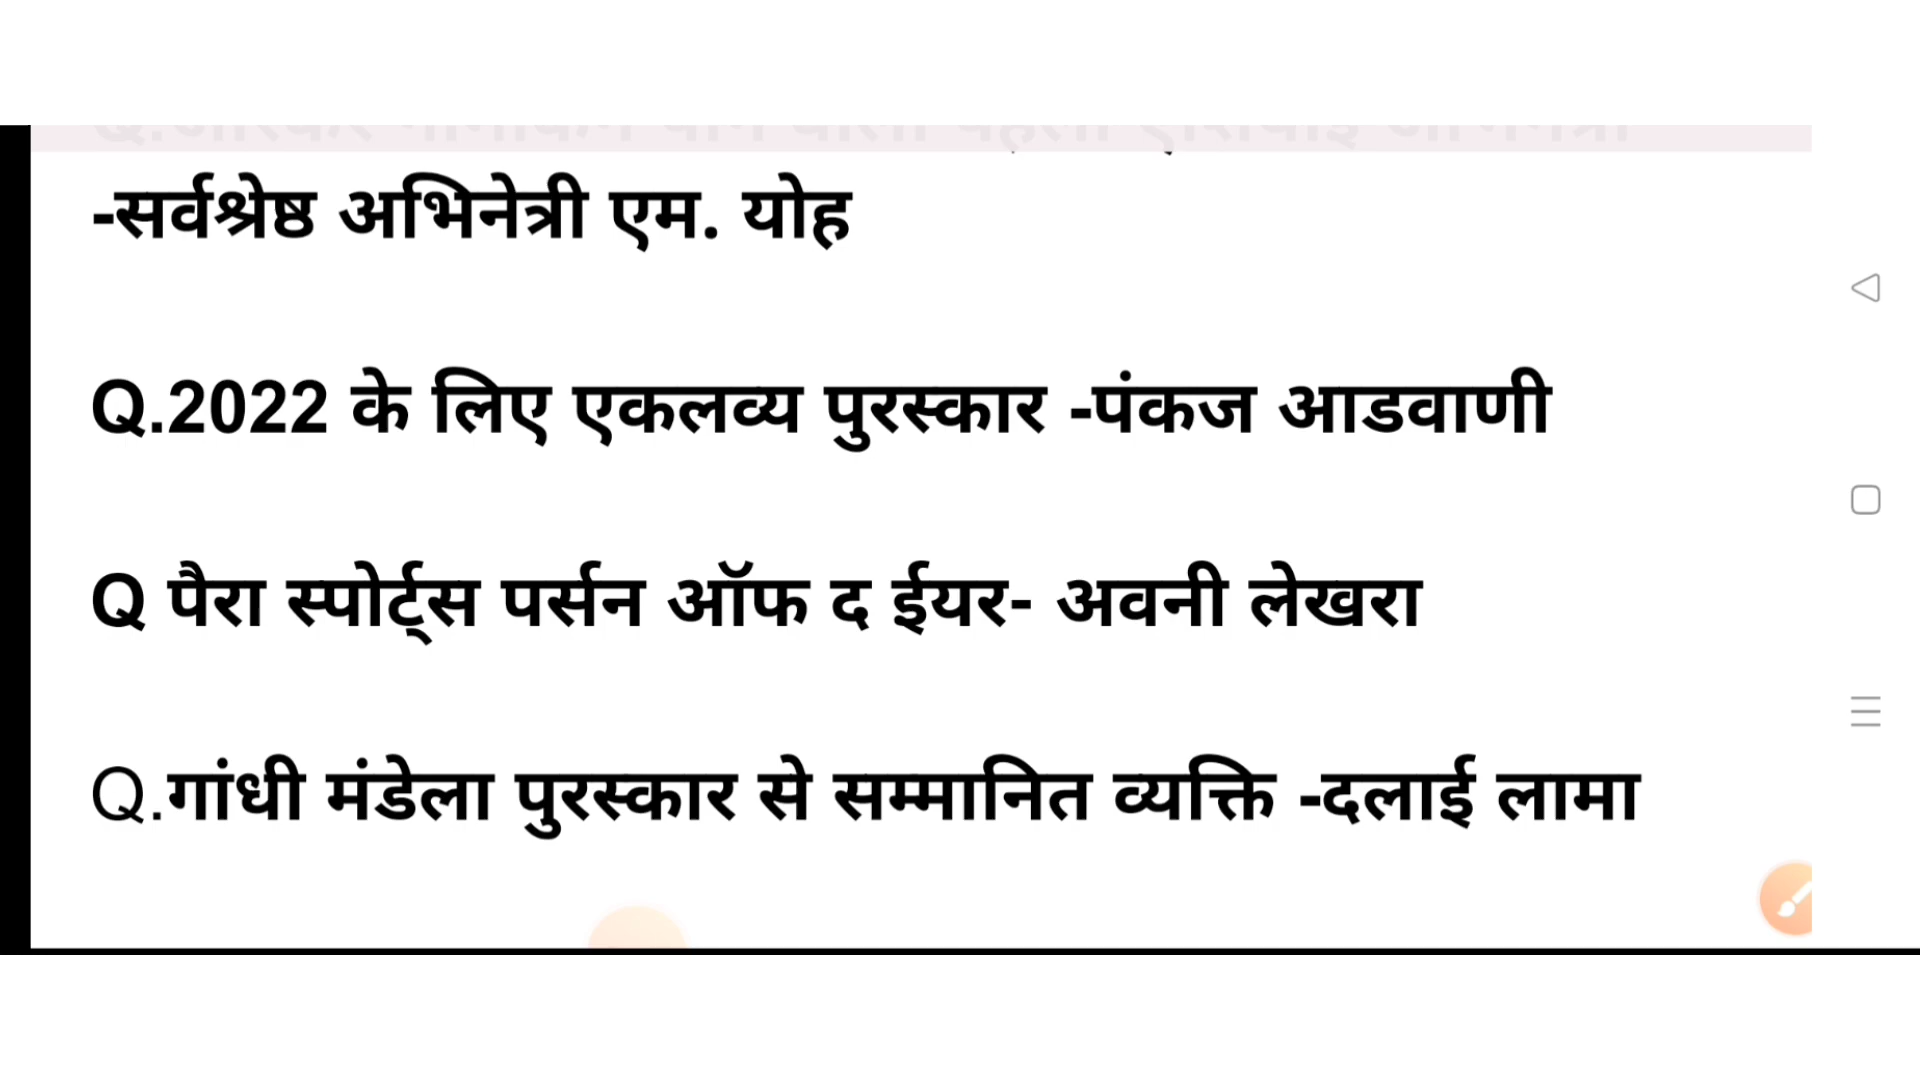 -सर्वश्रेष्ठ अभिनेत्री एम. योह
Q.2022 के लिए एकलव्य पुरस्कार -पंकज आडवाणी
Q पैरा स्पोर्ट्स पर्सन ऑफ द ईयर- अवनी लेखरा
Q.गांधी मंडेला पुरस्कार से सम्मानित व्यक्ति -दलाई लामा